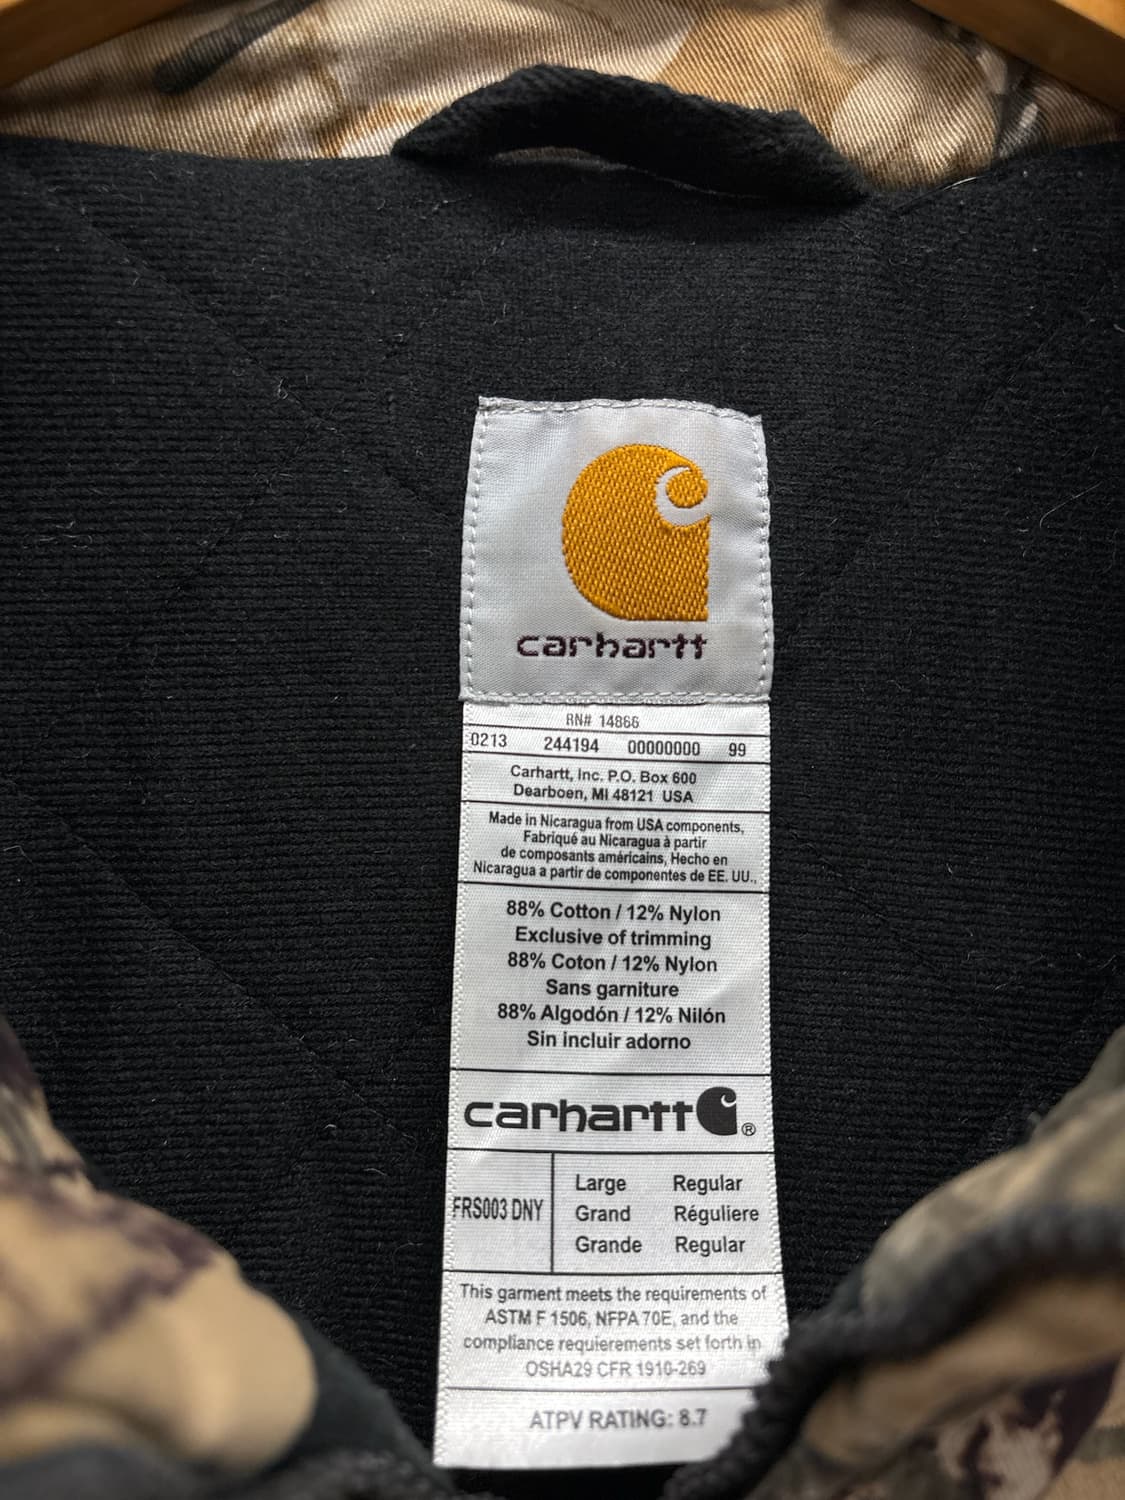 carhartt
RN# 14866
0213 244194 00000000 99
Carhartt, Inc. P.O. Box 600
Dearboen, MI 48121 USA
Made in Nicaragua from USA components,
Fabriqué au Nicaragua à partir
de composants américains, Hecho en
Nicaragua a partir de componentes de EE. UU.,
88% Cotton / 12% Nylon
Exclusive of trimming
88% Coton / 12% Nylon
Sans garniture
88% Algodón / 12% Nilón
Sin incluir adorno
carhartt ®
FRS003 DNY
Large Regular
Grand Réguliere
Grande Regular
This garment meets the requirements of
ASTM F 1506, NFPA 70E, and the
compliance requierements set forth in
OSHA29 CFR 1910-269
ATPV RATING: 8.7